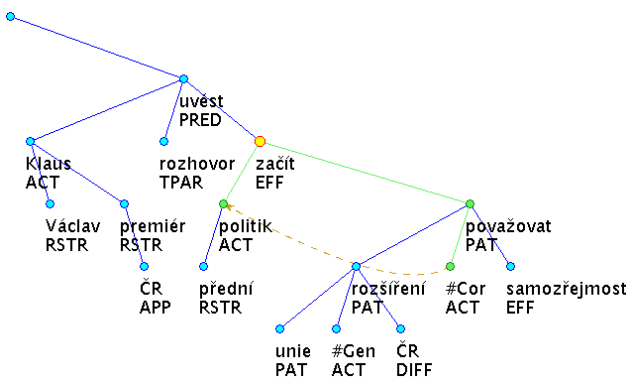 uvést
PRED
Klaus
ACT
rozhovor
TPAR
začít
EFF
Václav
RSTR
premiér
RSTR
politik
ACT
považovat
PAT
ČR
APP
přední
RSTR
rozšíření
PAT
#Cor
ACT
samozřejmost
EFF
unie
PAT
#Gen
ACT
ČR
DIFF